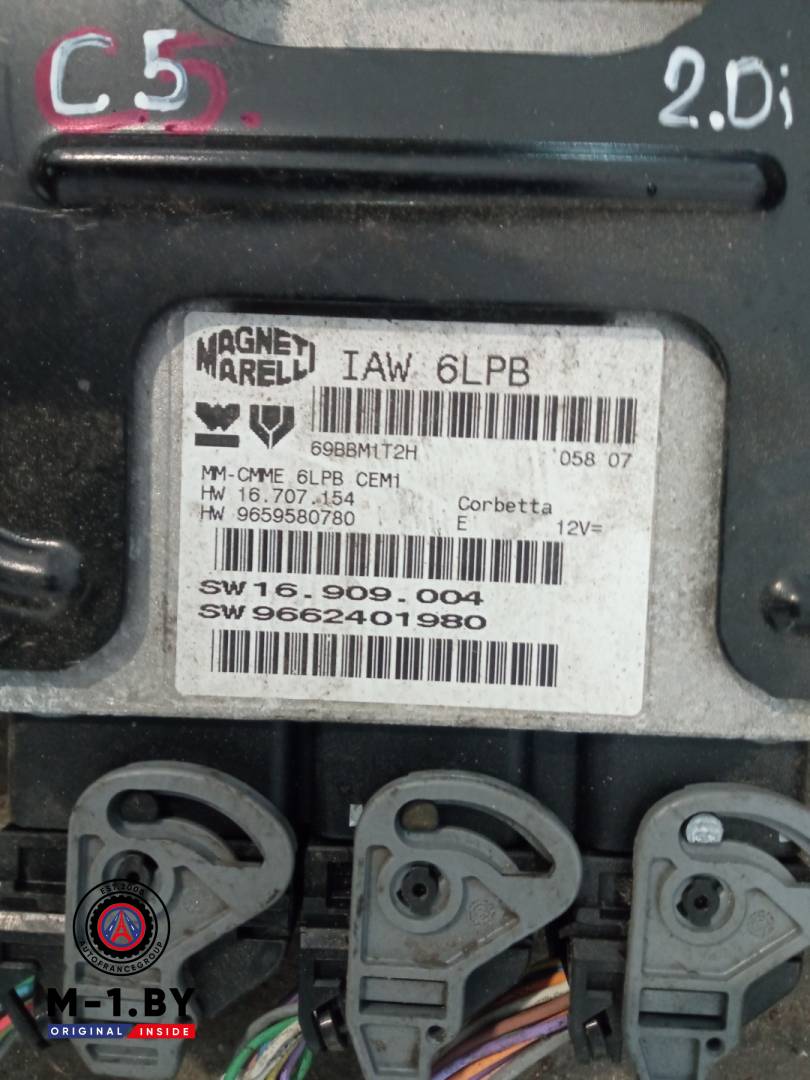 C5 2.Di
MAGNETI
MARELLI
IAW 6LPB
69BBM1T2H 058 07
MM-CMME 6LPB CEM1
HW 16.707.154 Corbetta
HW 9659580780 E 12V=
SW 16.909.004
SW 9662401980
EST. 2005
AUTOFRANCEGROUP
M-1.BY
ORIGINAL INSIDE